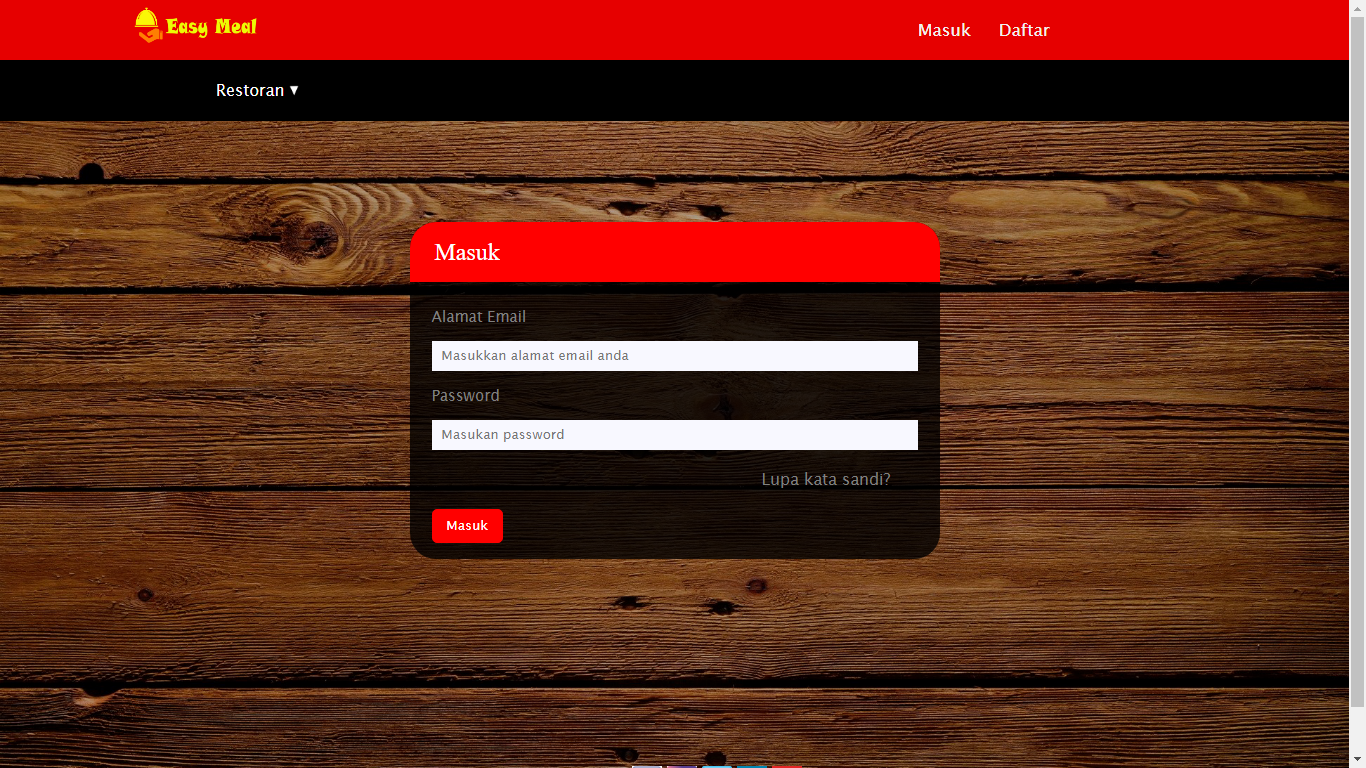 Easy Meal
Masuk Daftar
Restoran ▾
Masuk
Alamat Email
Masukkan alamat email anda
Password
Masukan password
Lupa kata sandi?
Masuk